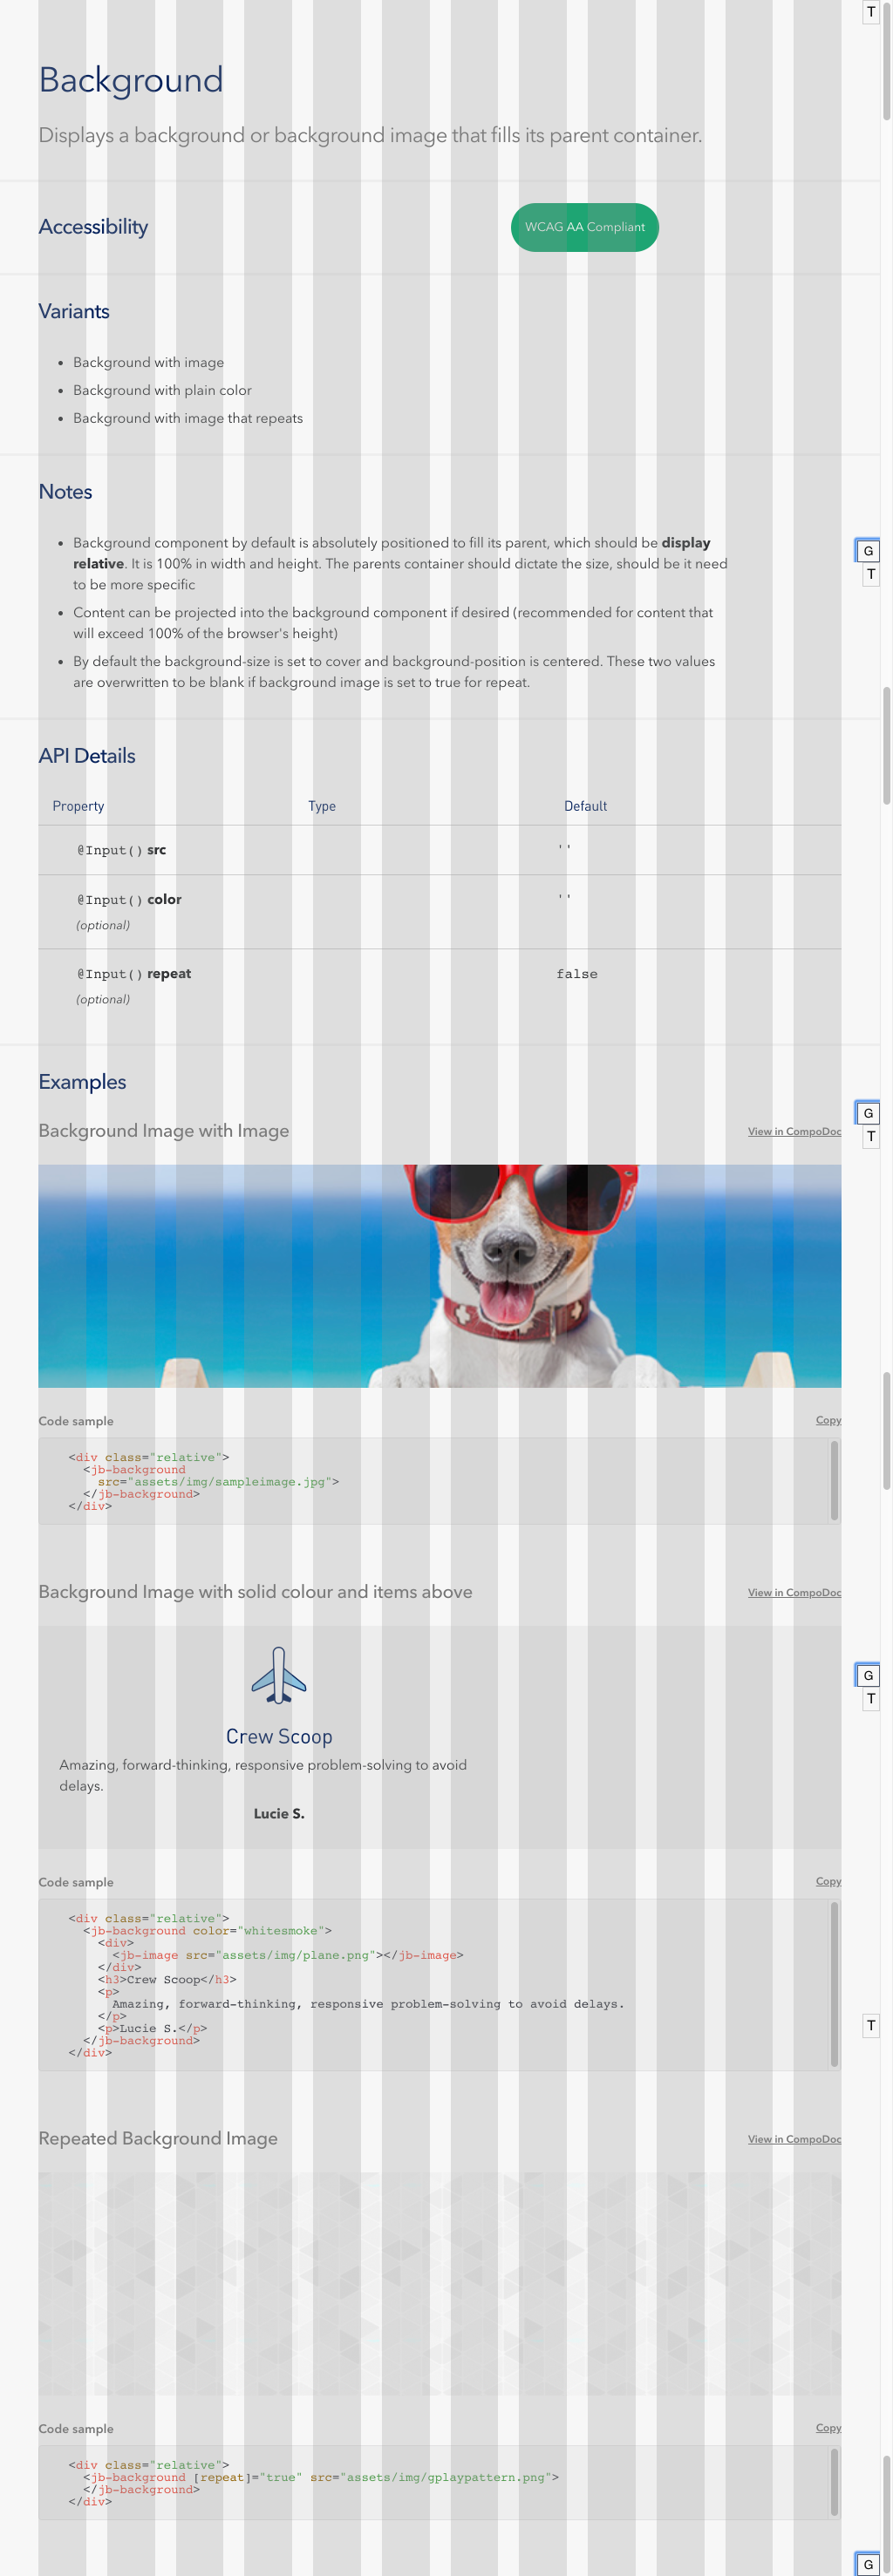 T
Background
Displays a background or background image that fills its parent container.
Accessibility
WCAG AA Compliant
Variants
• Background with image
• Background with plain color
• Background with image that repeats
Notes
• Background component by default is absolutely positioned to fill its parent, which should be display
relative. It is 100% in width and height. The parents container should dictate the size, should be it need
to be more specific
G
T
• Content can be projected into the background component if desired (recommended for content that
will exceed 100% of the browser's height)
• By default the background-size is set to cover and background-position is centered. These two values
are overwritten to be blank if background image is set to true for repeat.
API Details
Property Type Default
@Input() src ''
@Input() color ''
(optional)
@Input() repeat false
(optional)
Examples
G
Background Image with Image View in CompoDoc
T
Code sample Copy
<div class="relative">
<jb-background
src="assets/img/sampleimage.jpg">
</jb-background>
</div>
Background Image with solid colour and items above View in CompoDoc
G
T
Crew Scoop
Amazing, forward-thinking, responsive problem-solving to avoid
delays.
Lucie S.
Code sample Copy
<div class="relative">
<jb-background color="whitesmoke">
<div>
<jb-image src="assets/img/plane.png"></jb-image>
</div>
<h3>Crew Scoop</h3>
<p>
Amazing, forward-thinking, responsive problem-solving to avoid delays.
</p>
<p>Lucie S.</p>
</jb-background>
</div>
T
Repeated Background Image View in CompoDoc
Code sample Copy
<div class="relative">
<jb-background [repeat]="true" src="assets/img/gplaypattern.png">
</jb-background>
</div>
G